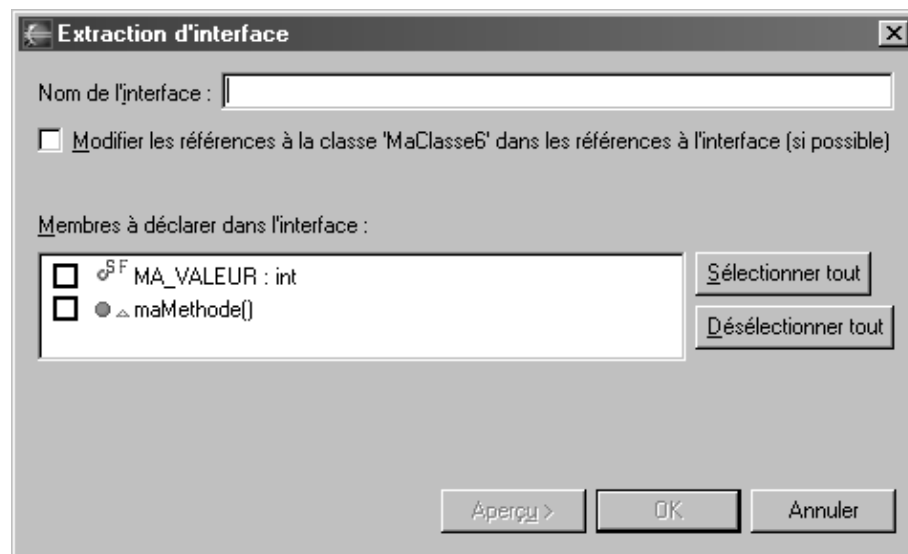 Extraction d'interface
Nom de l'interface :
Modifier les références à la classe 'MaClasse6' dans les références à l'interface (si possible)
Membres à déclarer dans l'interface :
S F MA_VALEUR : int
maMethode()
Sélectionner tout
Désélectionner tout
Aperçu >
OK
Annuler